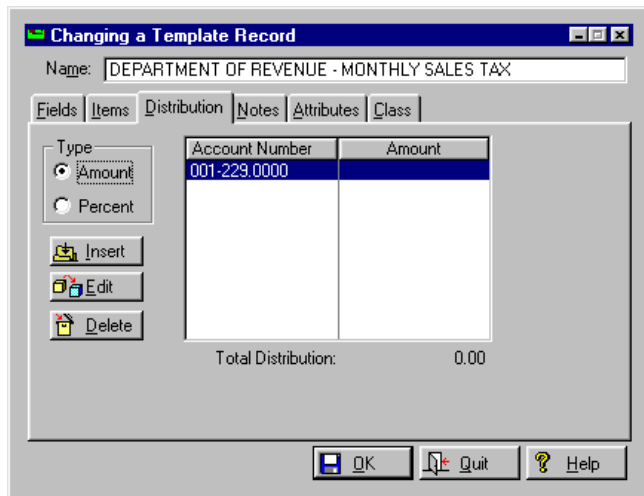 Changing a Template Record
Name: DEPARTMENT OF REVENUE - MONTHLY SALES TAX
Fields Items Distribution Notes Attributes Class
Type
Amount
Percent
Insert
Edit
Delete
Account Number Amount
001-229.0000
Total Distribution: 0.00
OK Quit Help